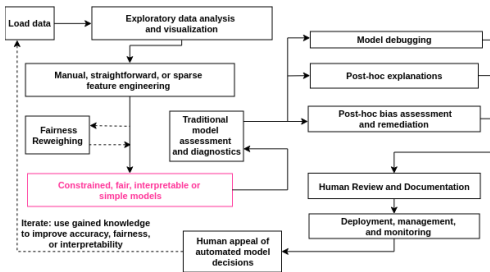 Load data
Exploratory data analysis
and visualization
Model debugging
Manual, straightforward, or sparse
feature engineering
Post-hoc explanations
Traditional
model
assessment
and diagnostics
Post-hoc bias assessment
and remediation
Fairness
Reweighing
Constrained, fair, interpretable or
simple models
Human Review and Documentation
Iterate: use gained knowledge
to improve accuracy, fairness,
or interpretability
Deployment, management,
and monitoring
Human appeal of
automated model
decisions